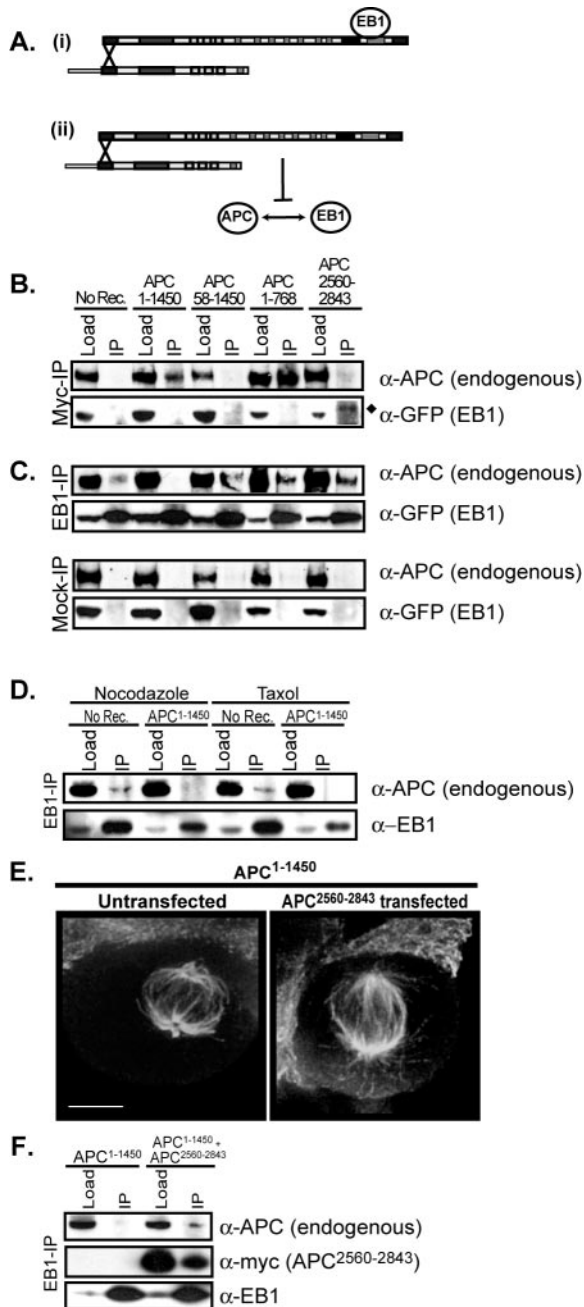 A. (i)
EB1
(ii)
APC EB1
B.
No Rec. APC 1-1450 APC 58-1450 APC 1-768 APC 2560-2843
Load IP Load IP Load IP Load IP Load IP
Myc-IP
α-APC (endogenous)
◆ α-GFP (EB1)
C.
EB1-IP
α-APC (endogenous)
α-GFP (EB1)
Mock-IP
α-APC (endogenous)
α-GFP (EB1)
D.
Nocodazole Taxol
No Rec. APC1-1450 No Rec. APC1-1450
Load IP Load IP Load IP Load IP
EB1-IP
α-APC (endogenous)
α-EB1
E.
APC1-1450
Untransfected APC2560-2843 transfected
F.
APC1-1450 APC1-1450 + APC2560-2843
Load IP Load IP
EB1-IP
α-APC (endogenous)
α-myc (APC2560-2843)
α-EB1